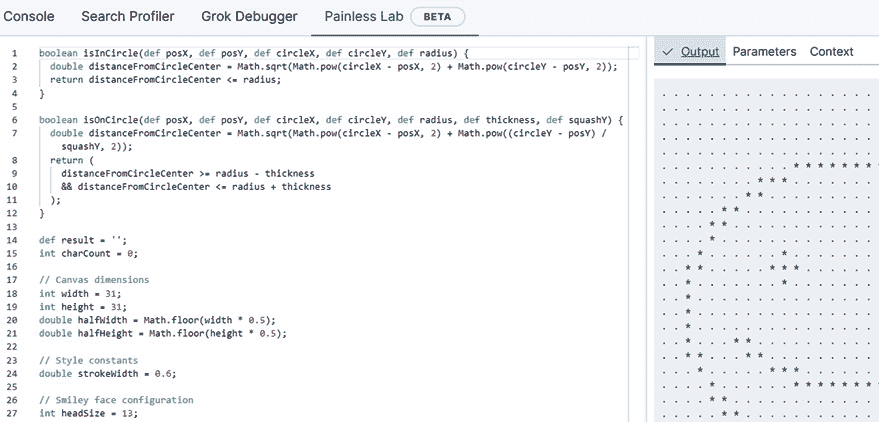 Console Search Profiler Grok Debugger Painless Lab BETA
✓ Output Parameters Context
1 boolean isInCircle(def posX, def posY, def circleX, def circleY, def radius) {
2 double distanceFromCircleCenter = Math.sqrt(Math.pow(circleX - posX, 2) + Math.pow(circleY - posY, 2));
3 return distanceFromCircleCenter <= radius;
4 }
5
6 boolean isOnCircle(def posX, def posY, def circleX, def circleY, def radius, def thickness, def squashY) {
7 double distanceFromCircleCenter = Math.sqrt(Math.pow(circleX - posX, 2) + Math.pow((circleY - posY) /
squashY, 2));
8 return (
9 distanceFromCircleCenter >= radius - thickness
10 && distanceFromCircleCenter <= radius + thickness
11 );
12 }
13
14 def result = '';
15 int charCount = 0;
16
17 // Canvas dimensions
18 int width = 31;
19 int height = 31;
20 double halfWidth = Math.floor(width * 0.5);
21 double halfHeight = Math.floor(height * 0.5);
22
23 // Style constants
24 double strokeWidth = 0.6;
25
26 // Smiley face configuration
27 int headSize = 13;